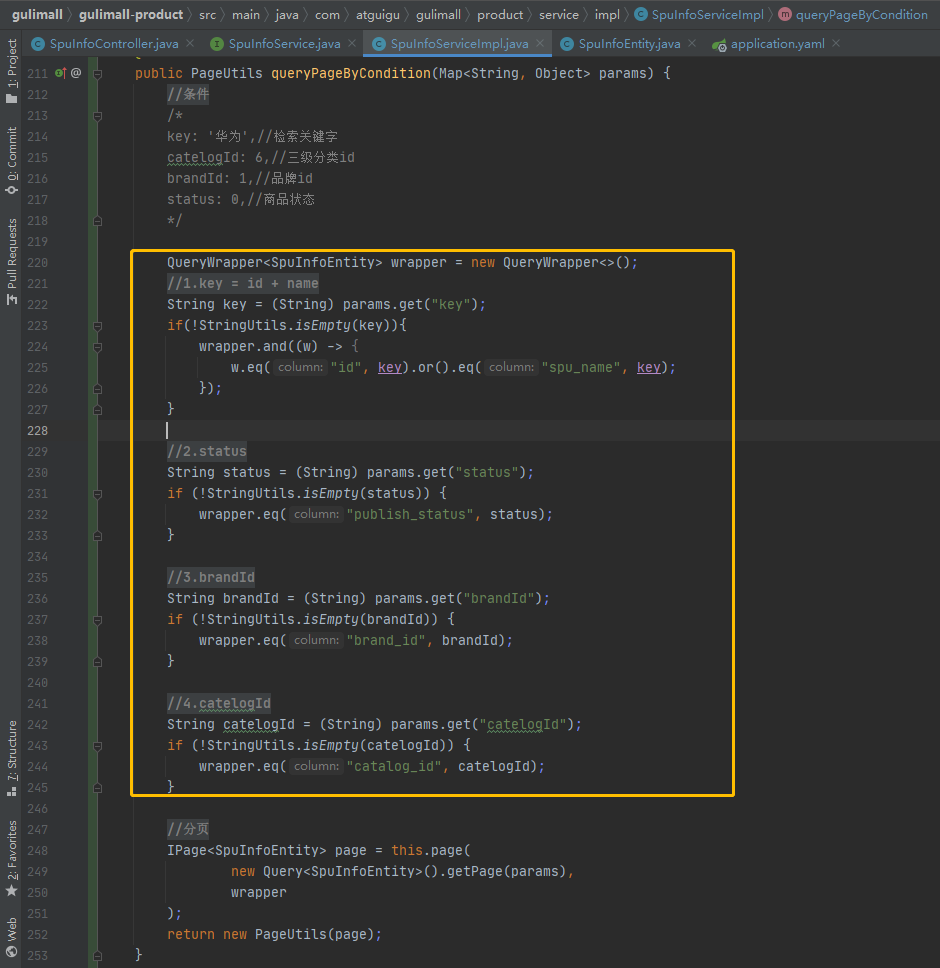 gulimall gulimall-product src main java com atguigu gulimall product service impl SpuInfoServiceImpl queryPageByCondition
SpuInfoController.java SpuInfoService.java SpuInfoServiceImpl.java SpuInfoEntity.java application.yaml
1: Project
0: Commit
Pull Requests
7: Structure
2: Favorites
Web
211 @ public PageUtils queryPageByCondition(Map<String, Object> params) {
212 //条件
213 /*
214 key: '华为',//检索关键字
215 catelogId: 6,//三级分类id
216 brandId: 1,//品牌id
217 status: 0,//商品状态
218 */
219
220 QueryWrapper<SpuInfoEntity> wrapper = new QueryWrapper<>();
221 //1.key = id + name
222 String key = (String) params.get("key");
223 if(!StringUtils.isEmpty(key)){
224 wrapper.and((w) -> {
225 w.eq( column: "id", key).or().eq( column: "spu_name", key);
226 });
227 }
228
229 //2.status
230 String status = (String) params.get("status");
231 if (!StringUtils.isEmpty(status)) {
232 wrapper.eq( column: "publish_status", status);
233 }
234
235 //3.brandId
236 String brandId = (String) params.get("brandId");
237 if (!StringUtils.isEmpty(brandId)) {
238 wrapper.eq( column: "brand_id", brandId);
239 }
240
241 //4.catelogId
242 String catelogId = (String) params.get("catelogId");
243 if (!StringUtils.isEmpty(catelogId)) {
244 wrapper.eq( column: "catalog_id", catelogId);
245 }
246
247 //分页
248 IPage<SpuInfoEntity> page = this.page(
249 new Query<SpuInfoEntity>().getPage(params),
250 wrapper
251 );
252 return new PageUtils(page);
253 }